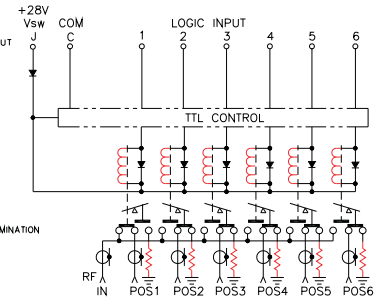 +28V
Vsw COM LOGIC INPUT
J C 1 2 3 4 5 6
UT
TTL CONTROL
MINATION
RF
IN POS1 POS2 POS3 POS4 POS5 POS6